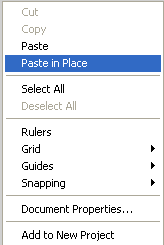 Cut
Copy
Paste
Paste in Place
Select All
Deselect All
Rulers
Grid
Guides
Snapping
Document Properties...
Add to New Project